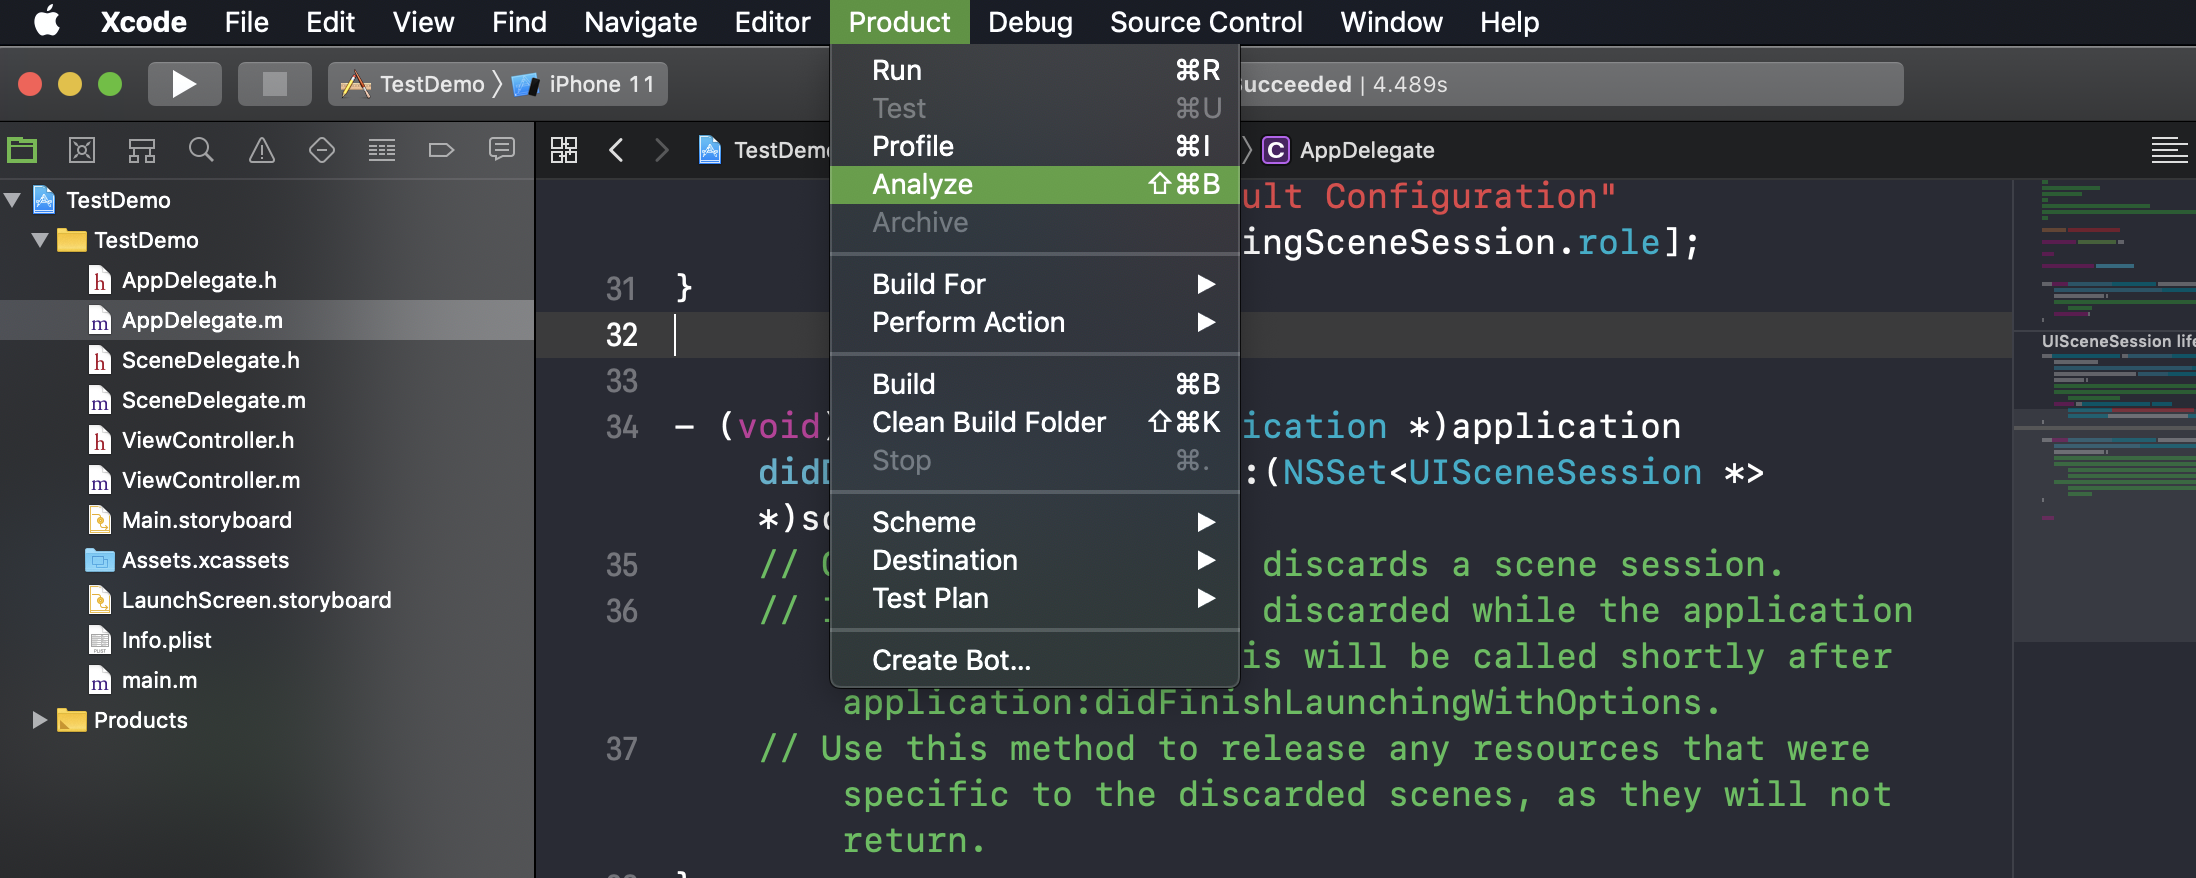 Xcode File Edit View Find Navigate Editor Product Debug Source Control Window Help
TestDemo 〉 iPhone 11
ucceeded | 4.489s
TestDem 〉 C AppDelegate
TestDemo
TestDemo
h AppDelegate.h
m AppDelegate.m
h SceneDelegate.h
m SceneDelegate.m
h ViewController.h
m ViewController.m
Main.storyboard
Assets.xcassets
LaunchScreen.storyboard
Info.plist
m main.m
Products
Run ⌘R
Test ⌘U
Profile ⌘I
Analyze ⇧⌘B
Archive
Build For ▶
Perform Action ▶
Build ⌘B
Clean Build Folder ⇧⌘K
Stop ⌘.
Scheme ▶
Destination ▶
Test Plan ▶
Create Bot...
ult Configuration"
ingSceneSession.role];
31 }
32
33
34 - (void) ication *)application
did :(NSSet<UISceneSession *>
*)s
35 // discards a scene session.
36 // discarded while the application
is will be called shortly after
application:didFinishLaunchingWithOptions.
37 // Use this method to release any resources that were
specific to the discarded scenes, as they will not
return.
UISceneSession life